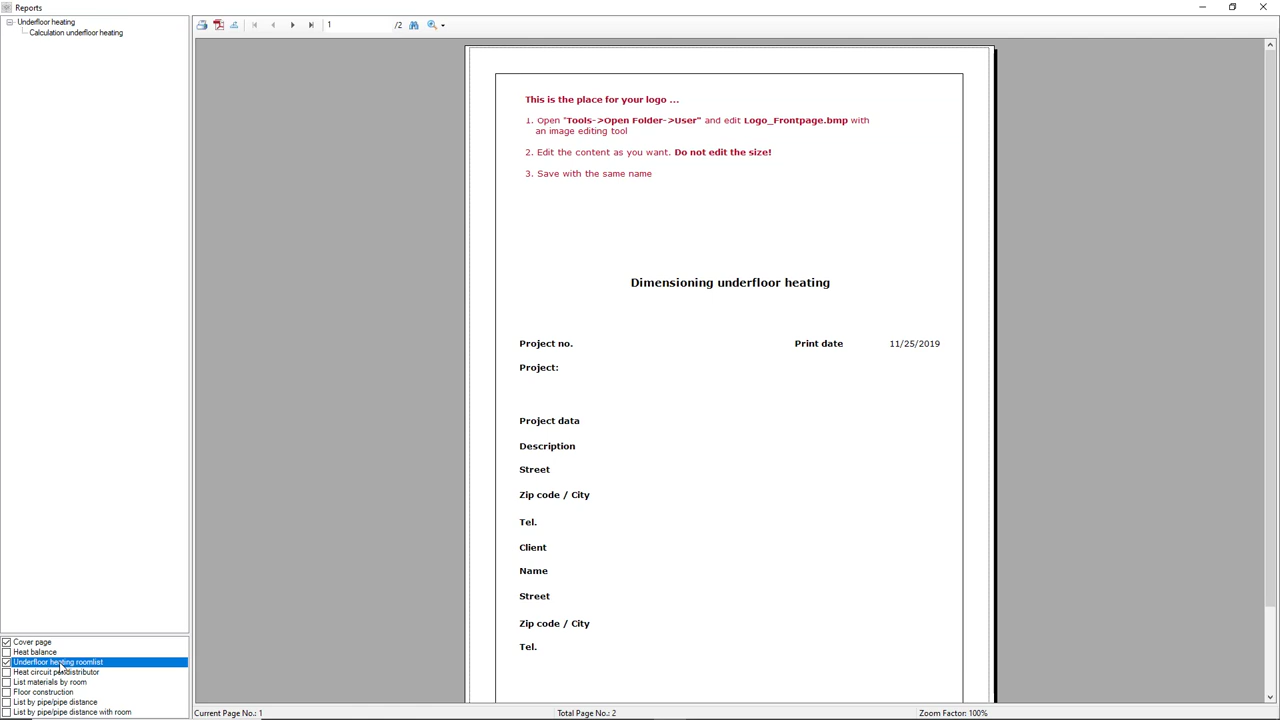 Reports
Underfloor heating
Calculation underfloor heating
1 /2
This is the place for your logo ...
1. Open "Tools->Open Folder->User" and edit Logo_Frontpage.bmp with
an image editing tool
2. Edit the content as you want. Do not edit the size!
3. Save with the same name
Dimensioning underfloor heating
Project no. Print date 11/25/2019
Project:
Project data
Description
Street
Zip code / City
Tel.
Client
Name
Street
Zip code / City
Tel.
Cover page
Heat balance
Underfloor heating roomlist
Heat circuit distributor
List materials by room
Floor construction
List by pipe/pipe distance
List by pipe/pipe distance with room
Current Page No.: 1 Total Page No.: 2 Zoom Factor: 100%